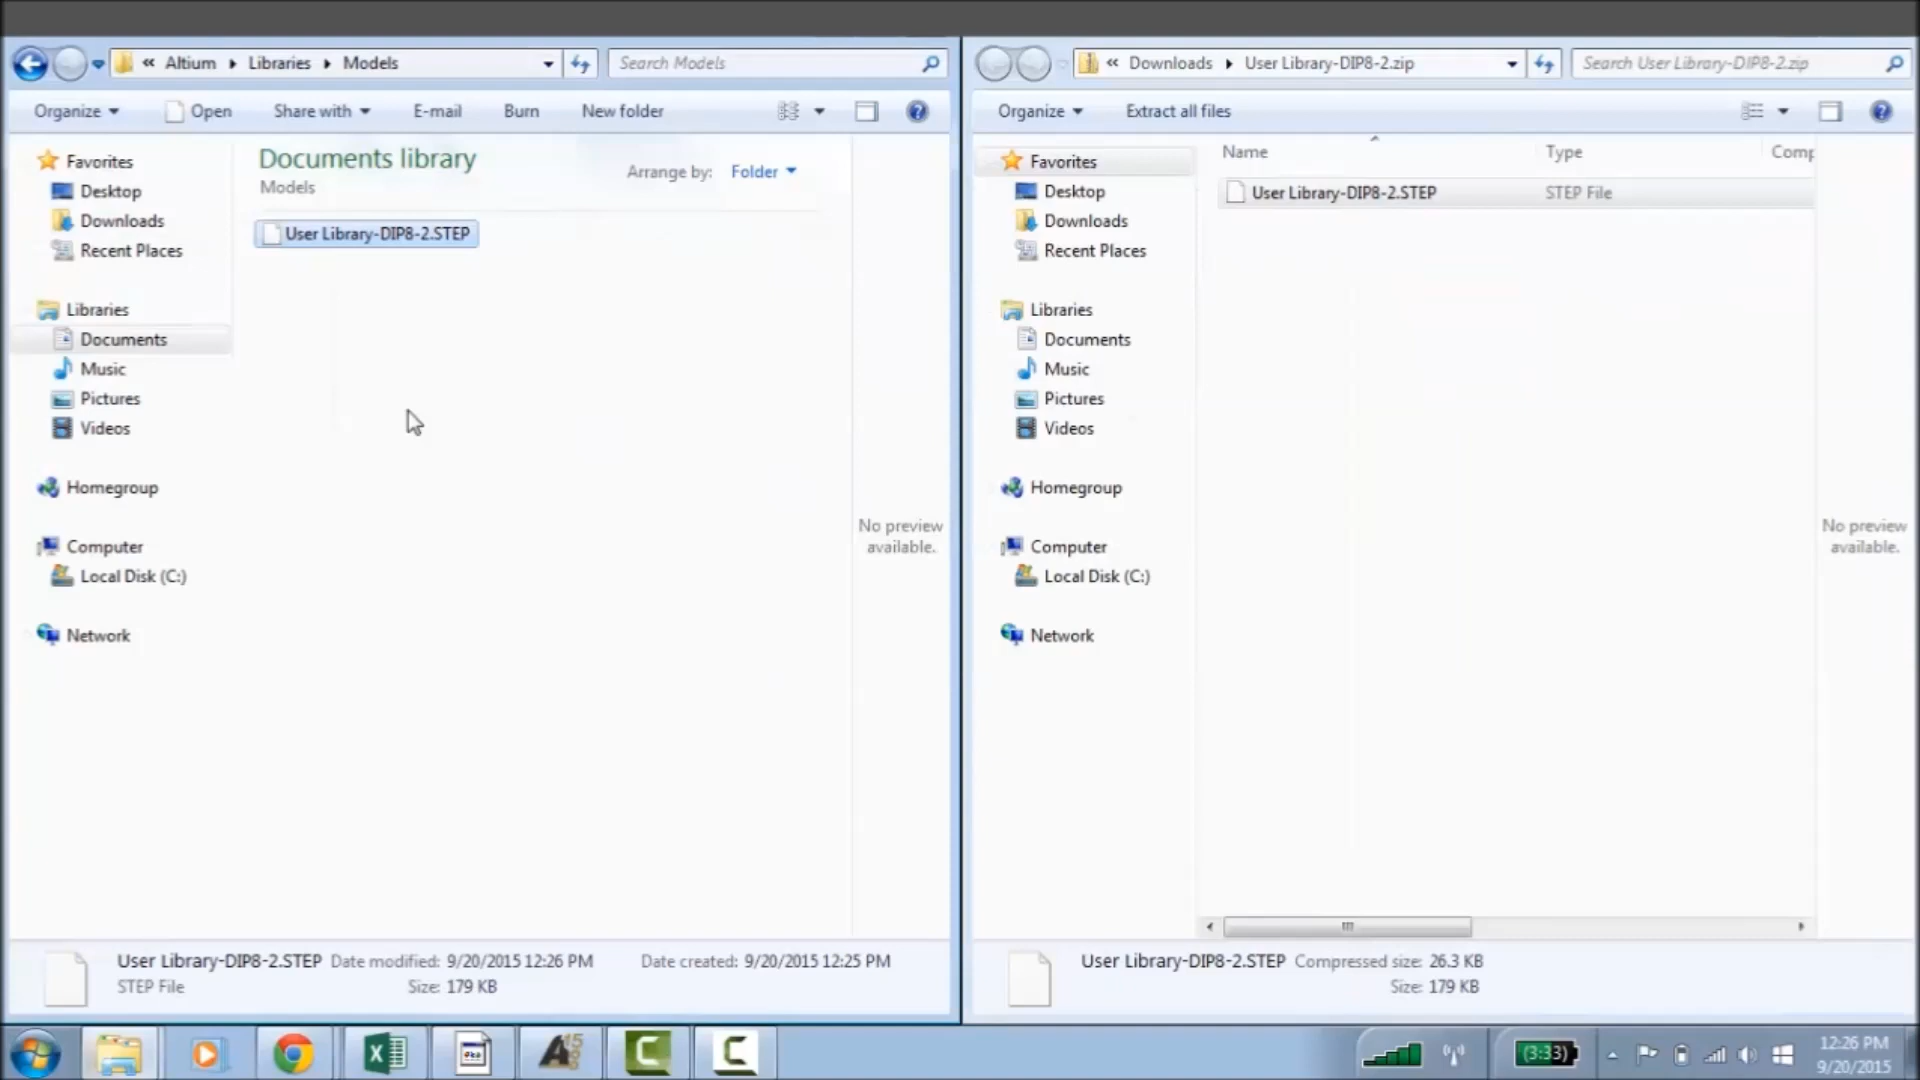 « Altium Libraries Models
Search Models
Organize Open Share with E-mail Burn New folder
Favorites
Desktop
Downloads
Recent Places
Libraries
Documents
Music
Pictures
Videos
Homegroup
Computer
Local Disk (C:)
Network
Documents library
Models
Arrange by: Folder
User Library-DIP8-2.STEP
No preview
available.
User Library-DIP8-2.STEP Date modified: 9/20/2015 12:26 PM Date created: 9/20/2015 12:25 PM
STEP File Size: 179 KB
« Downloads User Library-DIP8-2.zip
Search User Library-DIP8-2.zip
Organize Extract all files
Favorites
Desktop
Downloads
Recent Places
Libraries
Documents
Music
Pictures
Videos
Homegroup
Computer
Local Disk (C:)
Network
Name Type Comp
User Library-DIP8-2.STEP STEP File
No preview
available.
User Library-DIP8-2.STEP Compressed size: 26.3 KB
Size: 179 KB
(3:33)
12:26 PM
9/20/2015